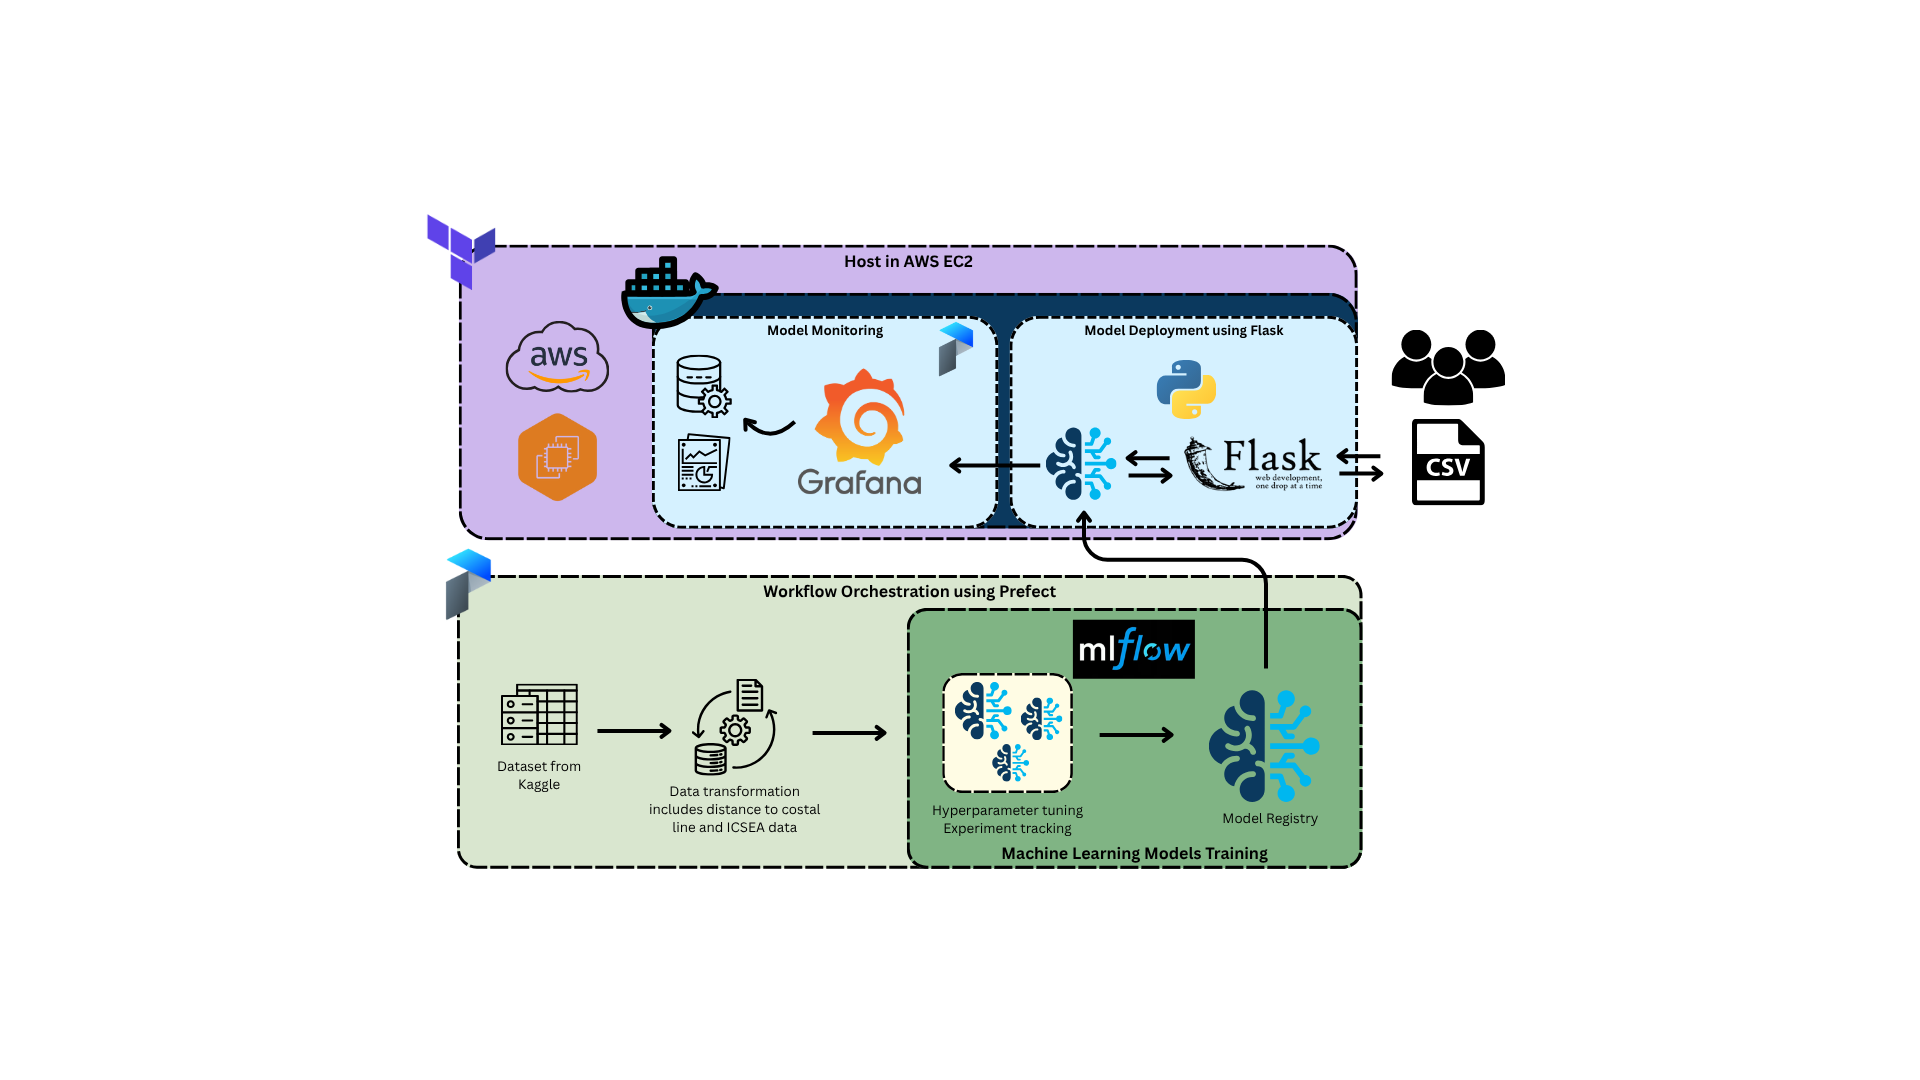 Host in AWS EC2
Model Monitoring
Model Deployment using Flask
aws
Grafana
Flask
web development,
one drop at a time
CSV
Workflow Orchestration using Prefect
mlflow
Dataset from
Kaggle
Data transformation
includes distance to costal
line and ICSEA data
Hyperparameter tuning
Experiment tracking
Model Registry
Machine Learning Models Training